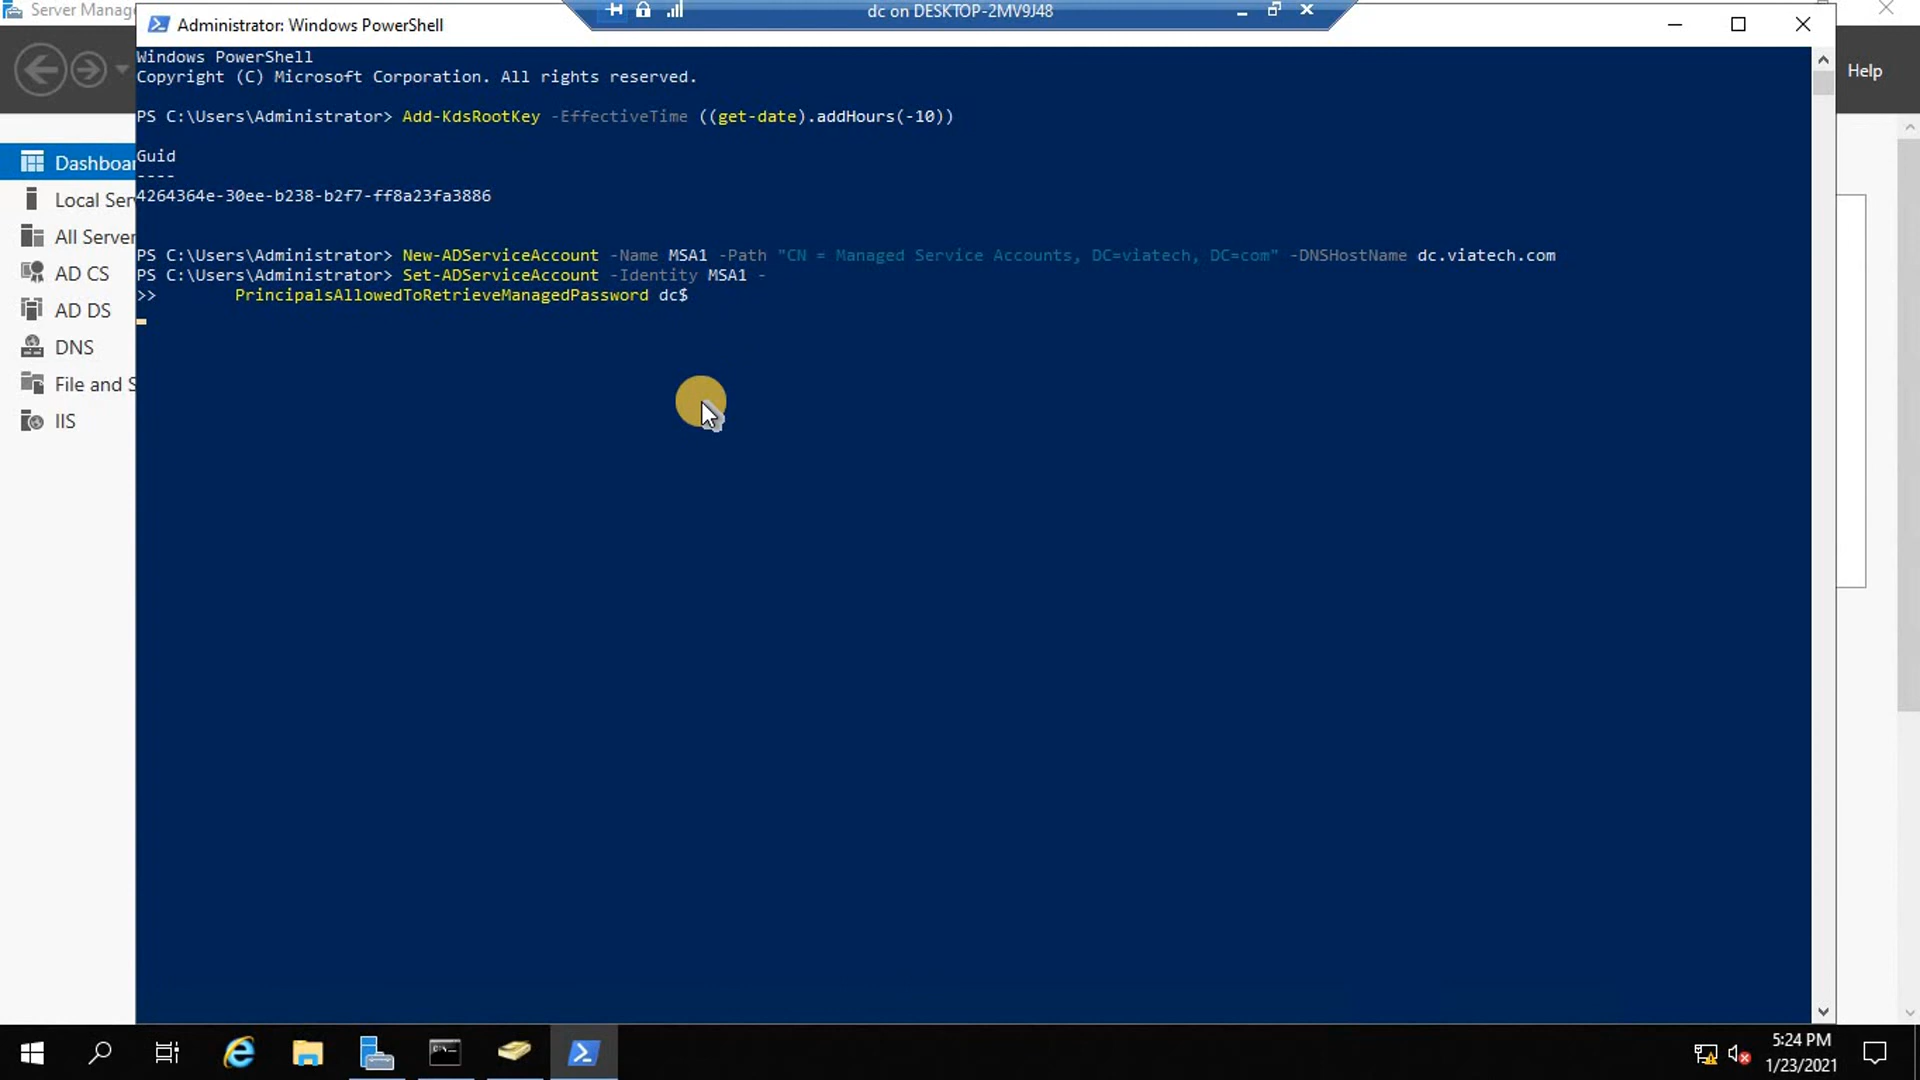 Server Manag
dc on DESKTOP-2MV9J48
Administrator: Windows PowerShell
Help
Windows PowerShell
Copyright (C) Microsoft Corporation. All rights reserved.
PS C:\Users\Administrator> Add-KdsRootKey -EffectiveTime ((get-date).addHours(-10))
Guid
----
4264364e-30ee-b238-b2f7-ff8a23fa3886
PS C:\Users\Administrator> New-ADServiceAccount -Name MSA1 -Path "CN = Managed Service Accounts, DC=viatech, DC=com" -DNSHostName dc.viatech.com
PS C:\Users\Administrator> Set-ADServiceAccount -Identity MSA1 -
>> PrincipalsAllowedToRetrieveManagedPassword dc$
Dashboa
Local Ser
All Server
AD CS
AD DS
DNS
File and S
IIS
5:24 PM
1/23/2021